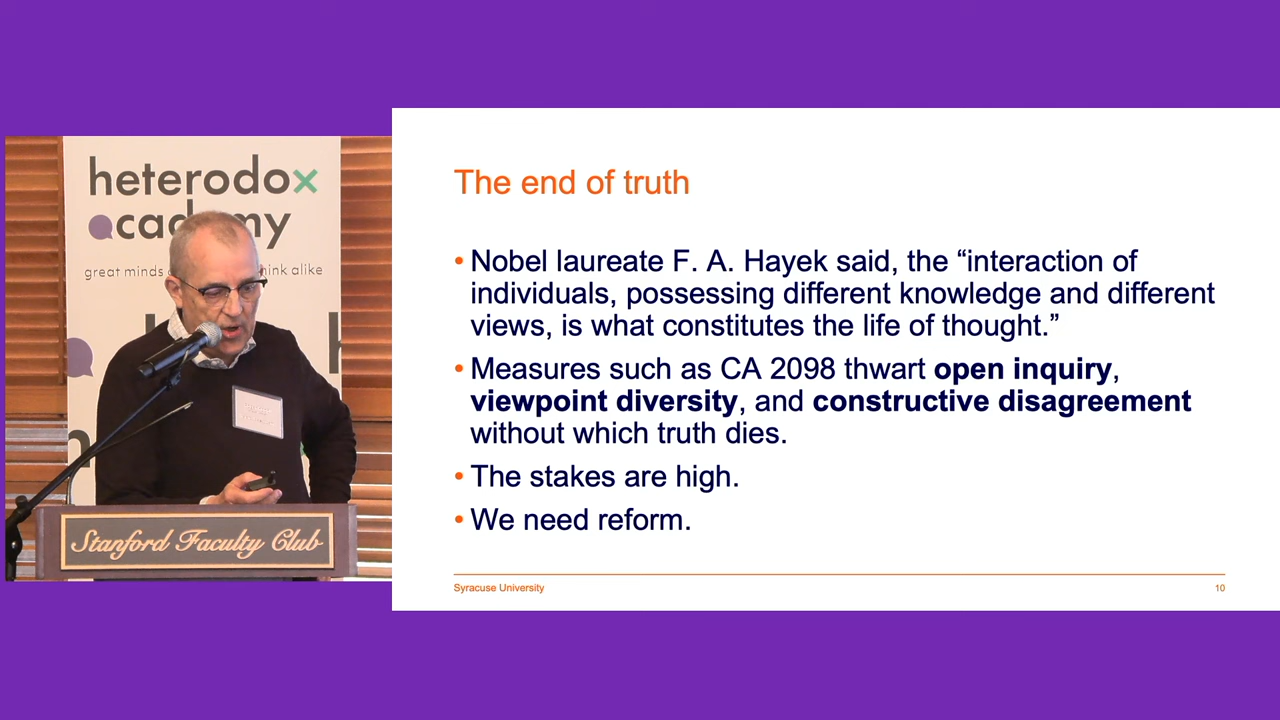 heterodox
academy
great minds
think alike
Stanford Faculty Club
The end of truth
• Nobel laureate F. A. Hayek said, the “interaction of
individuals, possessing different knowledge and different
views, is what constitutes the life of thought.”
• Measures such as CA 2098 thwart open inquiry,
viewpoint diversity, and constructive disagreement
without which truth dies.
• The stakes are high.
• We need reform.
Syracuse University
10